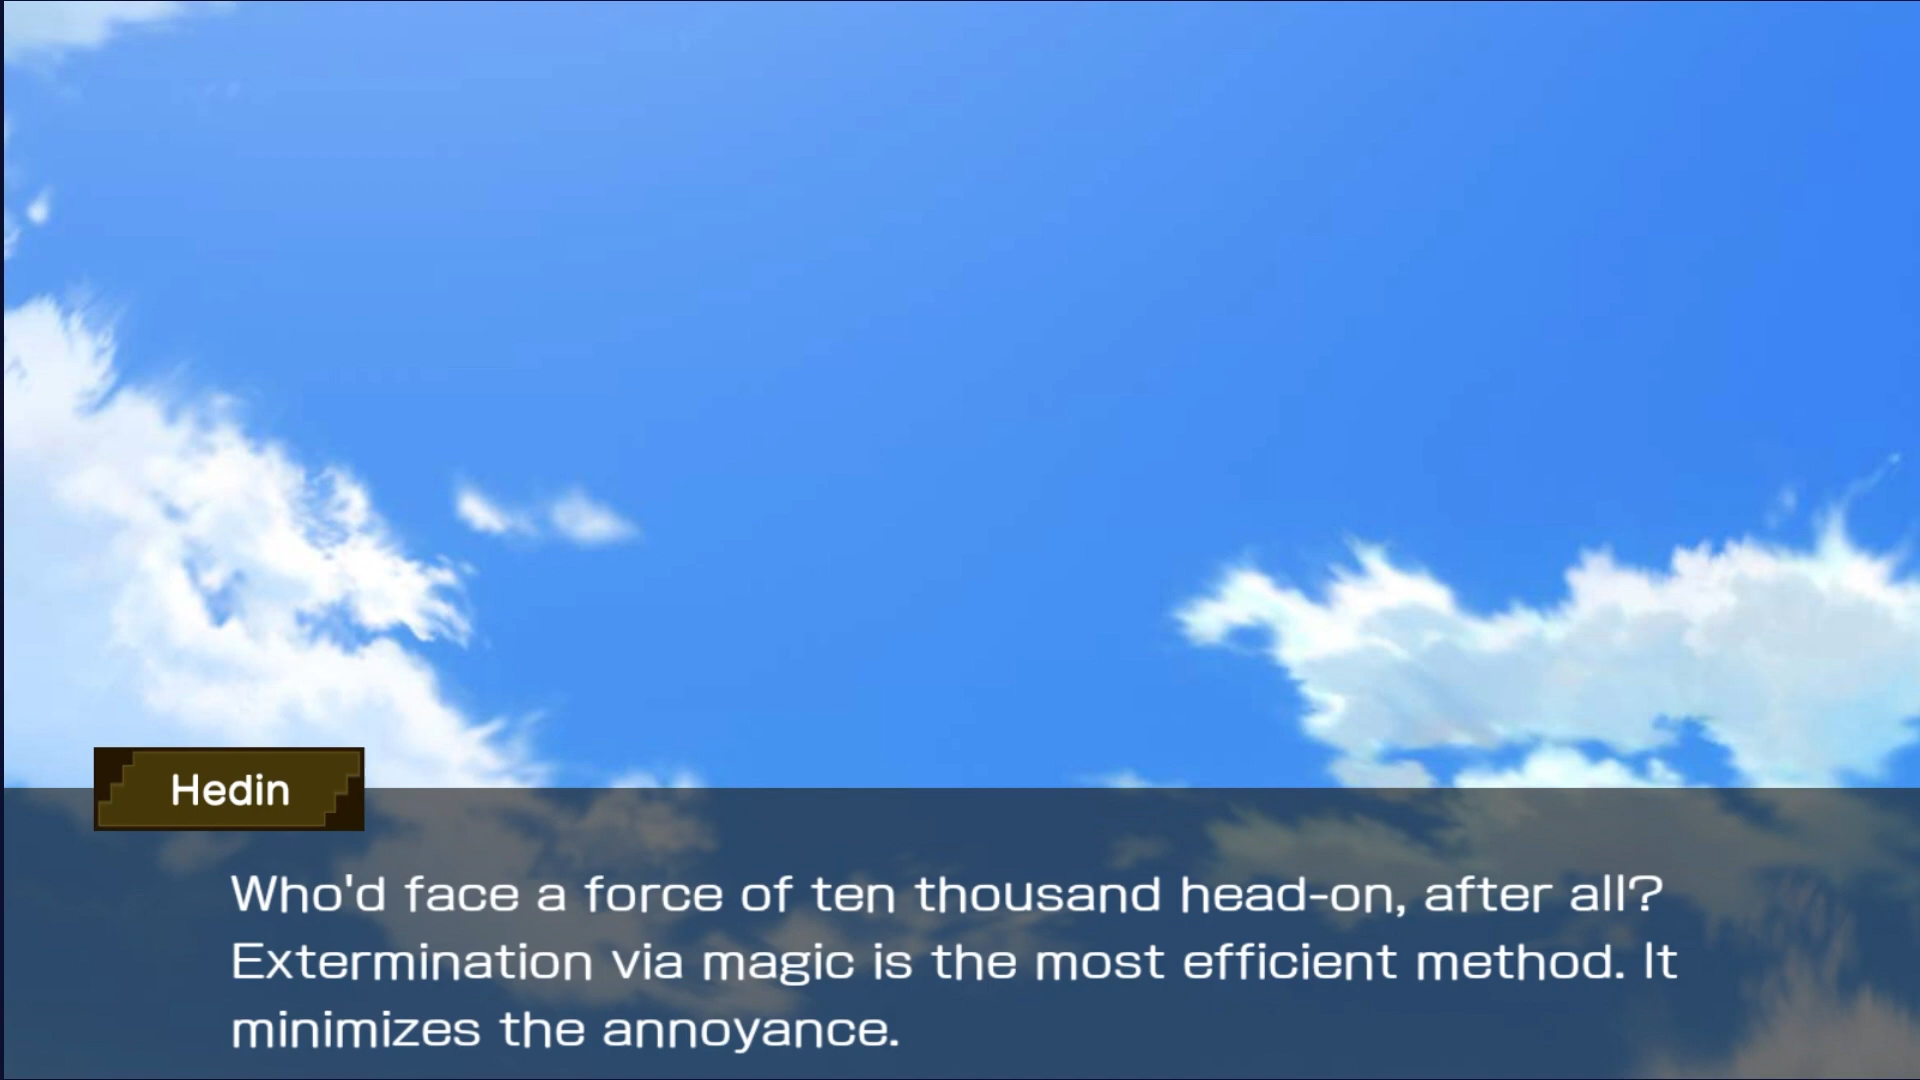 Hedin
Who'd face a force of ten thousand head-on, after all?
Extermination via magic is the most efficient method. It
minimizes the annoyance.